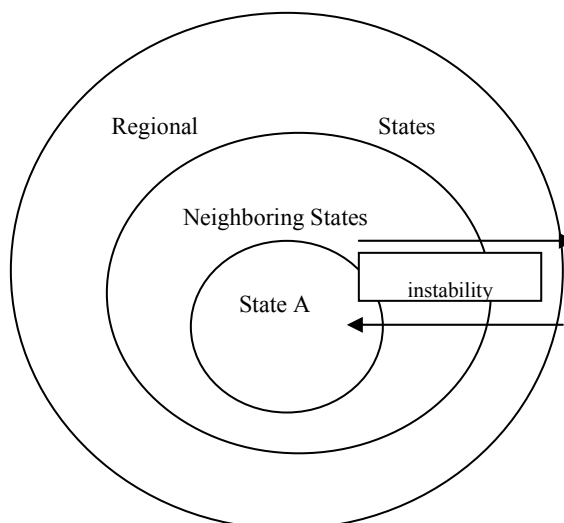 Regional States
Neighboring States
State A
instability